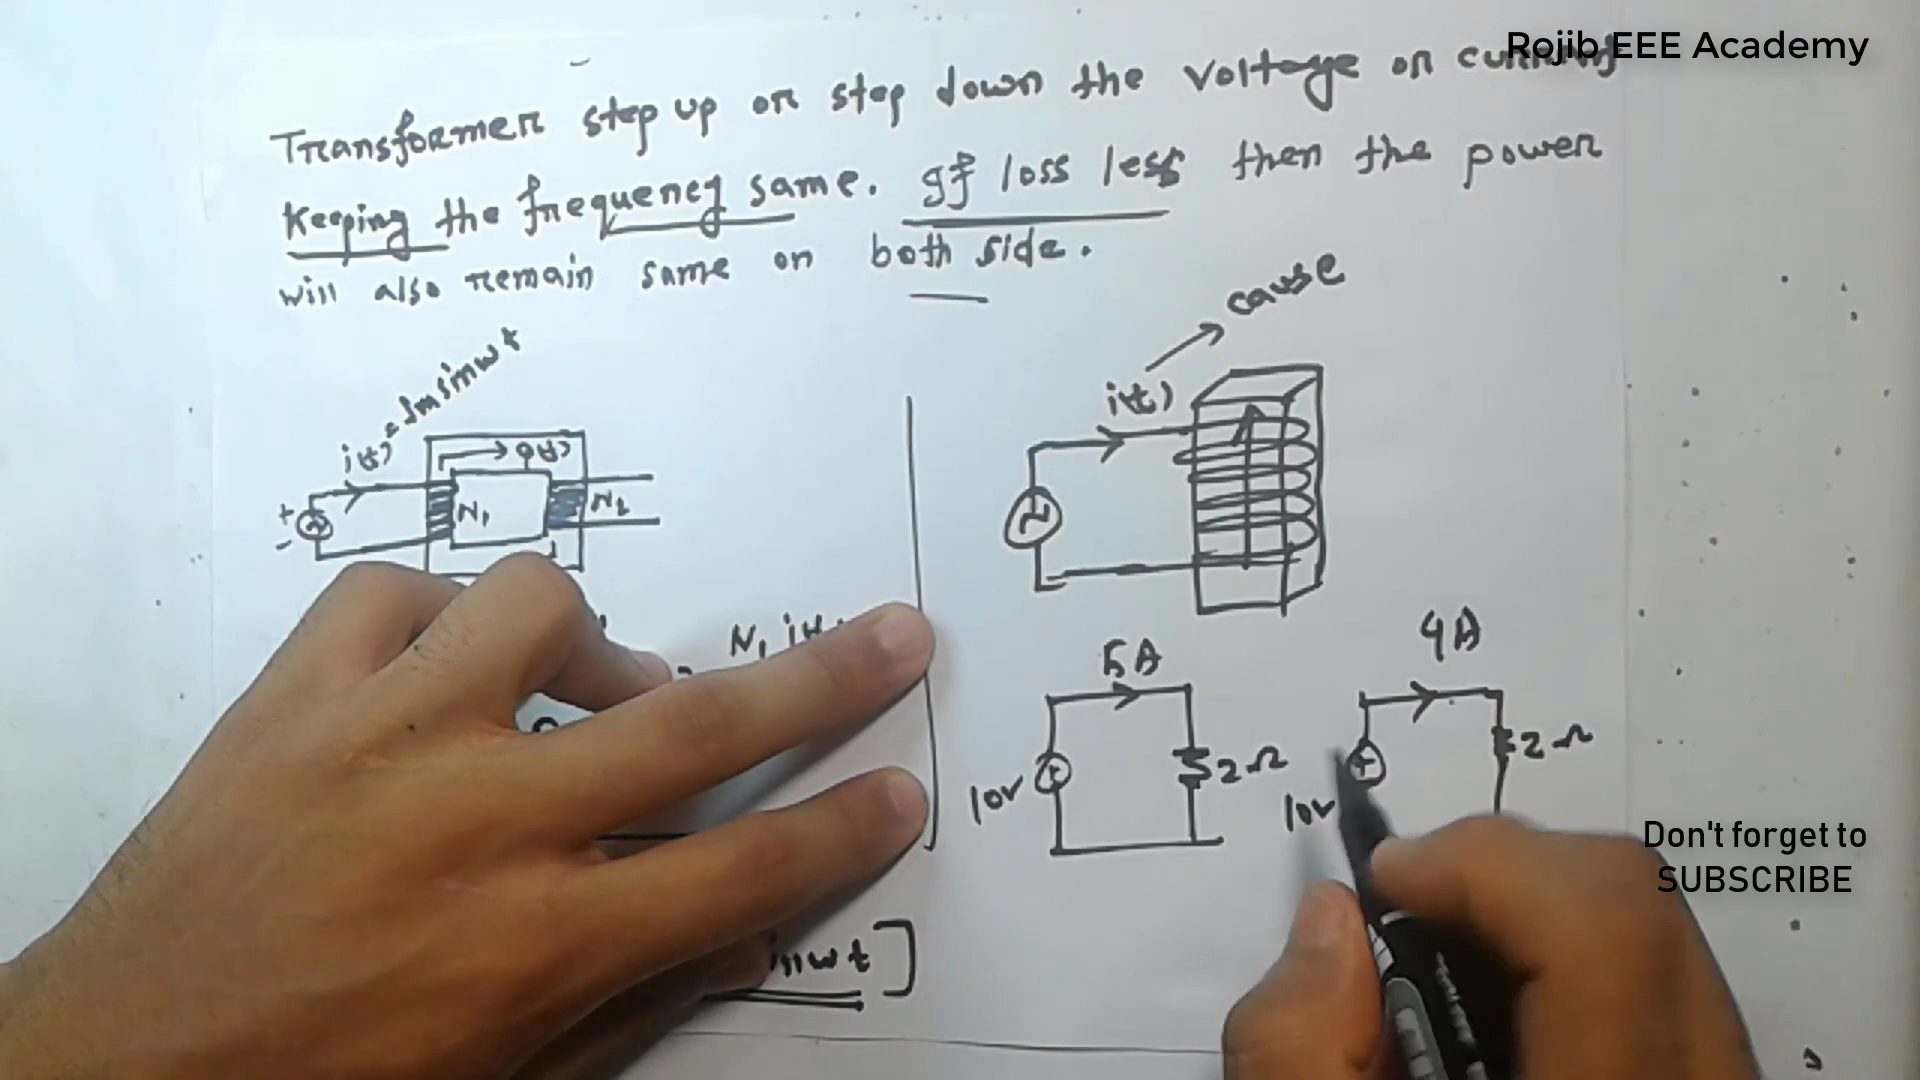 Rojib EEE Academy
Transformer step up or step down the voltage or current
Keeping the frequency same. If loss less then the power
will also remain same on both side.
cause
i(t) = Im sinwt
i(t)
φ(t)
+
-
N₁
N₂
N₁ i(t)
5A
4A
10v
2Ω
10v
2Ω
Don't forget to
SUBSCRIBE
sinwt ]